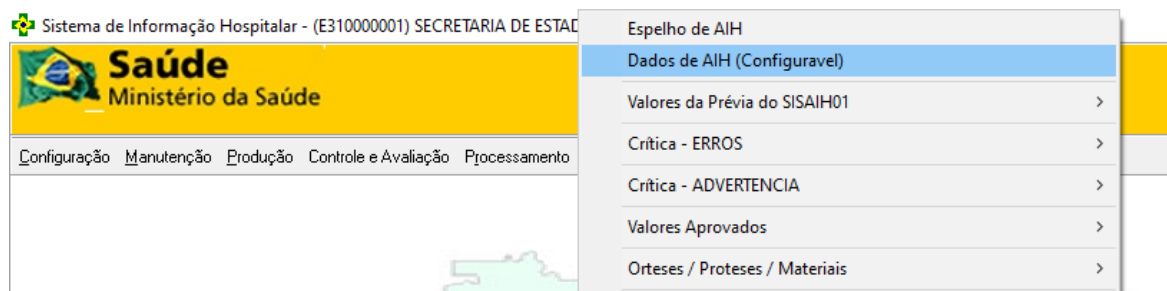 Sistema de Informação Hospitalar - (E310000001) SECRETARIA DE ESTAD
Saúde
Ministério da Saúde
Configuração Manutenção Produção Controle e Avaliação Processamento
Espelho de AIH
Dados de AIH (Configuravel)
Valores da Prévia do SISAIH01
Crítica - ERROS
Crítica - ADVERTENCIA
Valores Aprovados
Orteses / Proteses / Materiais